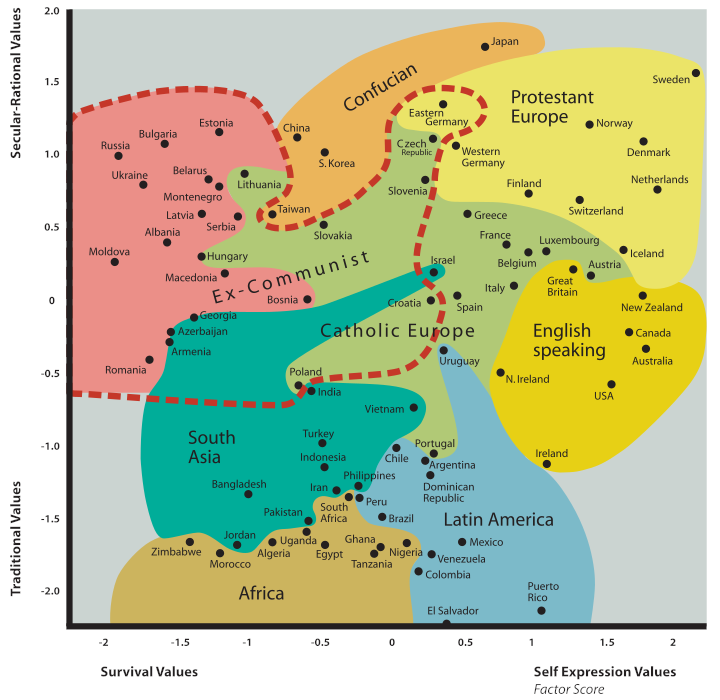 2.0
Japan
Sweden
Confucian
1.5
Protestant
Europe
Eastern
Germany
Norway
Estonia
China
Bulgaria
Czech
Republic
Denmark
Russia
1.0
S. Korea
Western
Germany
Belarus
Lithuania
Ukraine
Slovenia
Finland
Netherlands
Montenegro
Taiwan
Switzerland
Latvia
Serbia
Greece
0.5
Albania
Slovakia
France
Luxembourg
Iceland
Moldova
Hungary
Israel
Belgium
Great
Britain
Austria
Macedonia
Ex-Communist
Italy
0
Bosnia
Croatia
Spain
New Zealand
Georgia
Azerbaijan
Catholic Europe
English
speaking
Canada
Armenia
Uruguay
Australia
Romania
-0.5
Poland
India
N. Ireland
USA
Vietnam
South
Asia
Turkey
-1.0
Chile
Portugal
Ireland
Indonesia
Argentina
Philippines
Dominican
Republic
Bangladesh
Iran
South
Africa
Peru
Pakistan
Brazil
-1.5
Latin America
Zimbabwe
Jordan
Uganda
Ghana
Mexico
Morocco
Algeria
Egypt
Tanzania
Nigeria
Venezuela
Colombia
-2.0
Africa
Puerto
Rico
El Salvador
Secular-Rational Values
Traditional Values
-2
-1.5
-1
-0.5
0
0.5
1
1.5
2
Survival Values
Self Expression Values
Factor Score